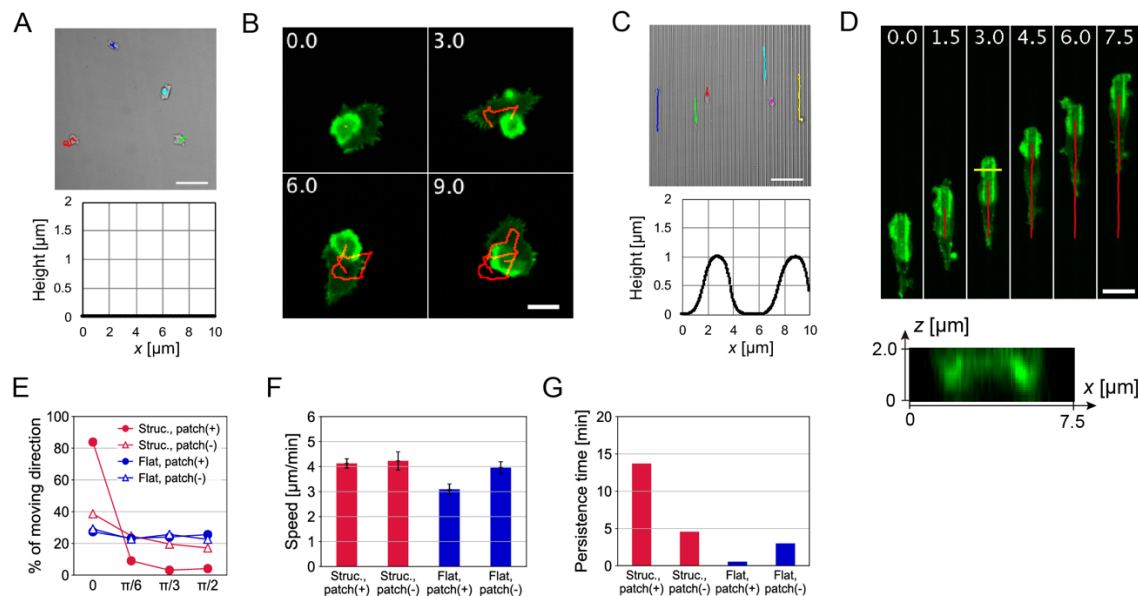 A
B
C
D
0.0
3.0
6.0
9.0
0.0
1.5
3.0
4.5
6.0
7.5
Height [µm]
2
1.5
1
0.5
0
0
2
4
6
8
10
x [µm]
Height [µm]
2
1.5
1
0.5
0
0
2
4
6
8
10
x [µm]
z [µm]
2.0
0
x [µm]
0
7.5
E
F
G
% of moving direction
100
80
60
40
20
0
0
π/6
π/3
π/2
Struc., patch(+)
Struc., patch(-)
Flat, patch(+)
Flat, patch(-)
Speed [µm/min]
6
5
4
3
2
1
0
Struc.,
patch(+)
Struc.,
patch(-)
Flat,
patch(+)
Flat,
patch(-)
Persistence time [min]
20
15
10
5
0
Struc.,
patch(+)
Struc.,
patch(-)
Flat,
patch(+)
Flat,
patch(-)